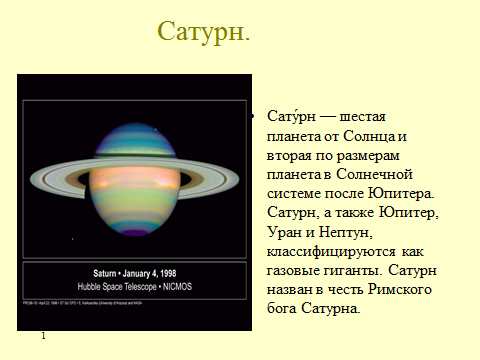 Сатурн.
• Сату́рн — шестая
планета от Солнца и
вторая по размерам
планета в Солнечной
системе после Юпитера.
Сатурн, а также Юпитер,
Уран и Нептун,
классифицируются как
газовые гиганты. Сатурн
назван в честь Римского
бога Сатурна.
Saturn • January 4, 1998
Hubble Space Telescope • NICMOS
1